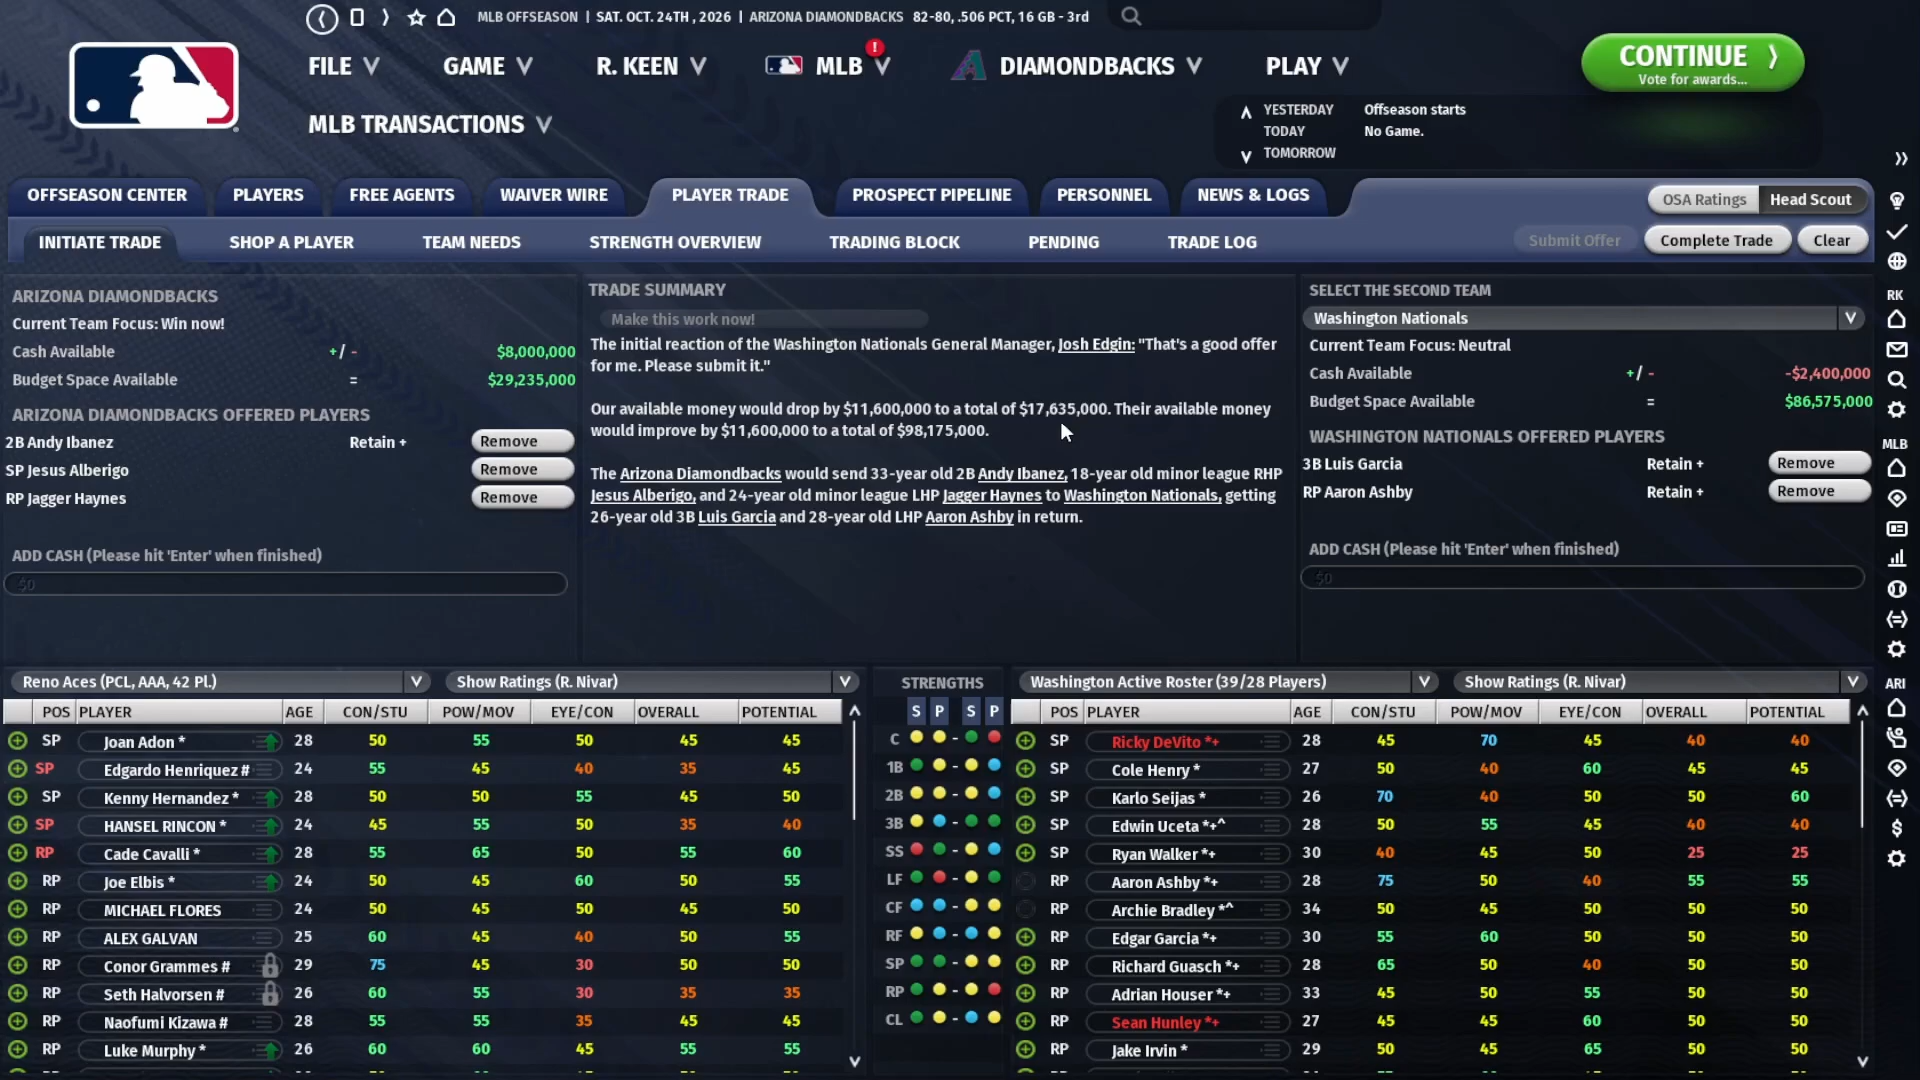 MLB OFFSEASON | SAT. OCT. 24TH , 2026 | ARIZONA DIAMONDBACKS 82-80, .506 PCT, 16 GB - 3rd
FILE GAME R. KEEN MLB ! DIAMONDBACKS PLAY
CONTINUE
Vote for awards...
MLB TRANSACTIONS
YESTERDAY Offseason starts
TODAY No Game.
TOMORROW
OFFSEASON CENTER PLAYERS FREE AGENTS WAIVER WIRE PLAYER TRADE PROSPECT PIPELINE PERSONNEL NEWS & LOGS
OSA Ratings Head Scout
INITIATE TRADE SHOP A PLAYER TEAM NEEDS STRENGTH OVERVIEW TRADING BLOCK PENDING TRADE LOG
Submit Offer Complete Trade Clear
ARIZONA DIAMONDBACKS
Current Team Focus: Win now!
Cash Available +/- $8,000,000
Budget Space Available = $29,235,000
ARIZONA DIAMONDBACKS OFFERED PLAYERS
2B Andy Ibanez Retain + Remove
SP Jesus Alberigo Remove
RP Jagger Haynes Remove
ADD CASH (Please hit 'Enter' when finished)
$0
TRADE SUMMARY
Make this work now!
The initial reaction of the Washington Nationals General Manager, Josh Edgin: "That's a good offer
for me. Please submit it."
Our available money would drop by $11,600,000 to a total of $17,635,000. Their available money
would improve by $11,600,000 to a total of $98,175,000.
The Arizona Diamondbacks would send 33-year old 2B Andy Ibanez, 18-year old minor league RHP
Jesus Alberigo, and 24-year old minor league LHP Jagger Haynes to Washington Nationals, getting
26-year old 3B Luis Garcia and 28-year old LHP Aaron Ashby in return.
SELECT THE SECOND TEAM
Washington Nationals
Current Team Focus: Neutral
Cash Available +/- -$2,400,000
Budget Space Available = $86,575,000
WASHINGTON NATIONALS OFFERED PLAYERS
3B Luis Garcia Retain + Remove
RP Aaron Ashby Retain + Remove
ADD CASH (Please hit 'Enter' when finished)
$0
Reno Aces (PCL, AAA, 42 Pl.) Show Ratings (R. Nivar)
POS PLAYER AGE CON/STU POW/MOV EYE/CON OVERALL POTENTIAL
SP Joan Adon * 28 50 55 50 45 45
SP Edgardo Henriquez # 24 55 45 40 35 45
SP Kenny Hernandez * 28 50 50 55 45 50
SP HANSEL RINCON * 24 45 55 50 35 40
RP Cade Cavalli * 28 55 65 50 55 60
RP Joe Elbis * 24 50 45 60 50 55
RP MICHAEL FLORES 24 50 45 50 45 50
RP ALEX GALVAN 25 60 45 40 50 55
RP Conor Grammes # 29 75 45 30 50 50
RP Seth Halvorsen # 26 60 55 30 35 35
RP Naofumi Kizawa # 28 55 55 35 45 45
RP Luke Murphy * 26 60 60 45 55 55
STRENGTHS
S P S P
C -
1B -
2B -
3B -
SS -
LF -
CF -
RF -
SP -
RP -
CL -
Washington Active Roster (39/28 Players) Show Ratings (R. Nivar)
POS PLAYER AGE CON/STU POW/MOV EYE/CON OVERALL POTENTIAL
SP Ricky DeVito *+ 28 45 70 45 40 40
SP Cole Henry * 27 50 40 60 45 45
SP Karlo Seijas * 26 70 40 50 50 60
SP Edwin Uceta *+^ 28 50 55 45 40 40
SP Ryan Walker *+ 30 40 45 50 25 25
RP Aaron Ashby *+ 28 75 50 40 55 55
RP Archie Bradley *^ 34 50 45 50 50 50
RP Edgar Garcia *+ 30 55 60 50 50 50
RP Richard Guasch *+ 28 65 50 40 50 50
RP Adrian Houser *+ 33 45 50 55 50 50
RP Sean Hunley *+ 27 45 45 60 50 50
RP Jake Irvin * 29 50 45 65 50 50
RK
MLB
ARI